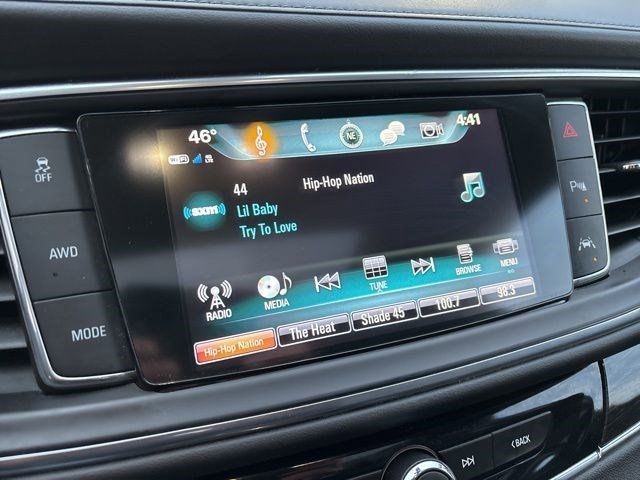 46°
NE
4:41
OFF
AWD
MODE
44
Hip-Hop Nation
((SXM))
Lil Baby
Try To Love
RADIO
MEDIA
TUNE
BROWSE
MENU
Hip-Hop Nation
The Heat
Shade 45
100.7
98.3
P
BACK